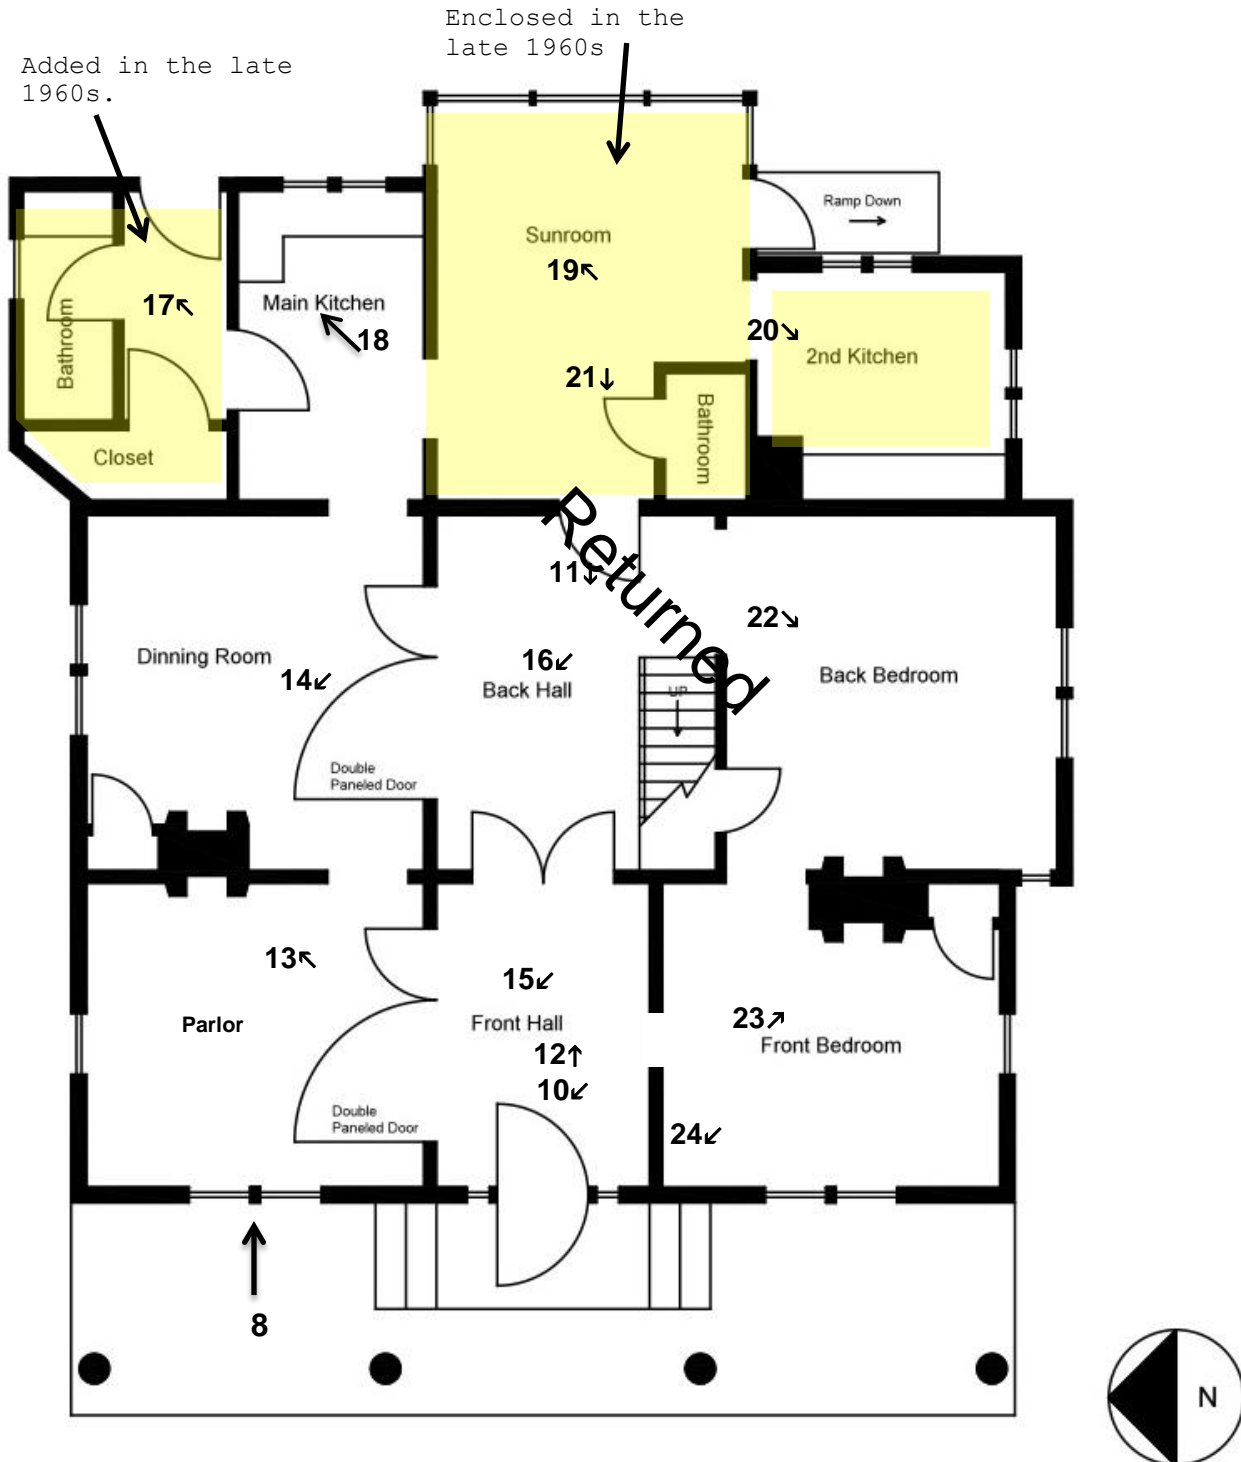 Enclosed in the
late 1960s
Added in the late
1960s.
Ramp Down
→
Sunroom
19↖
17↖
Main Kitchen
18
Bathroom
20↘
2nd Kitchen
21↓
Bathroom
Closet
Returned
11↓
22↘
Dinning Room
14↙
16↙
Back Hall
UP
Back Bedroom
Double
Paneled Door
13↖
15↙
Parlor
Front Hall
23↗
Front Bedroom
12↑
10↙
Double
Paneled Door
24↙
8
N